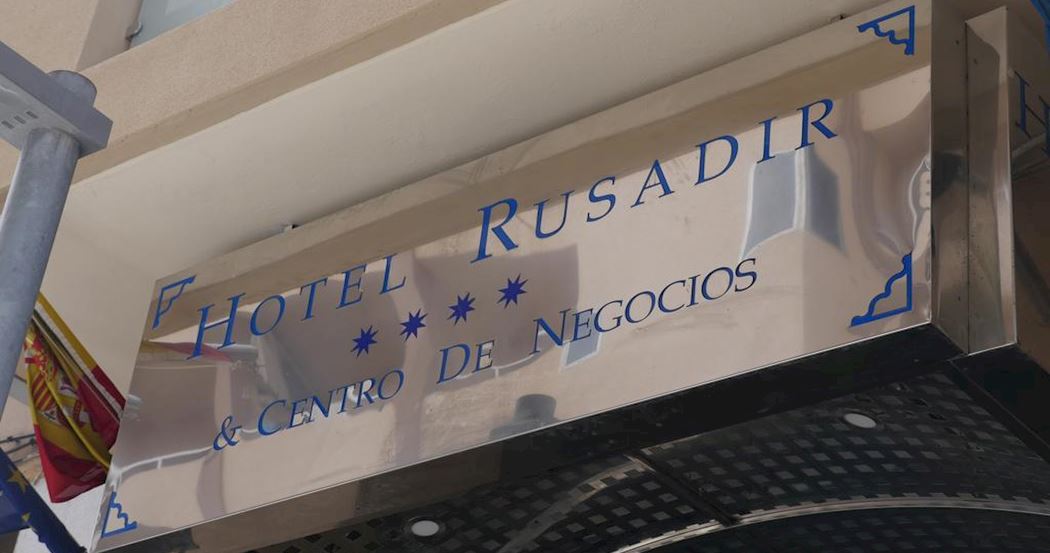 HOTEL RUSADIR
& CENTRO DE NEGOCIOS